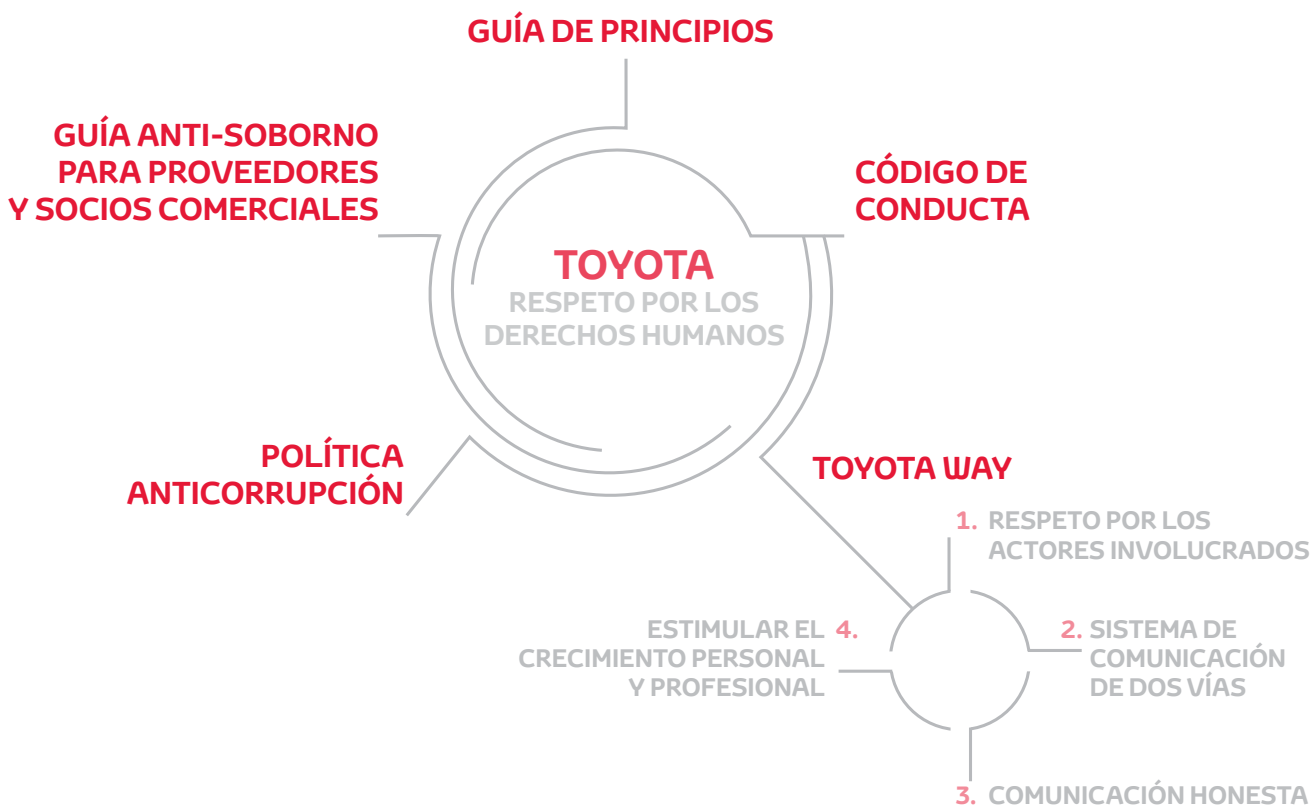 GUÍA DE PRINCIPIOS
GUÍA ANTI-SOBORNO
PARA PROVEEDORES
Y SOCIOS COMERCIALES
CÓDIGO DE
CONDUCTA
TOYOTA
RESPETO POR LOS
DERECHOS HUMANOS
POLÍTICA
ANTICORRUPCIÓN
TOYOTA WAY
1. RESPETO POR LOS
ACTORES INVOLUCRADOS
2. SISTEMA DE
COMUNICACIÓN
DE DOS VÍAS
3. COMUNICACIÓN HONESTA
ESTIMULAR EL 4.
CRECIMIENTO PERSONAL
Y PROFESIONAL